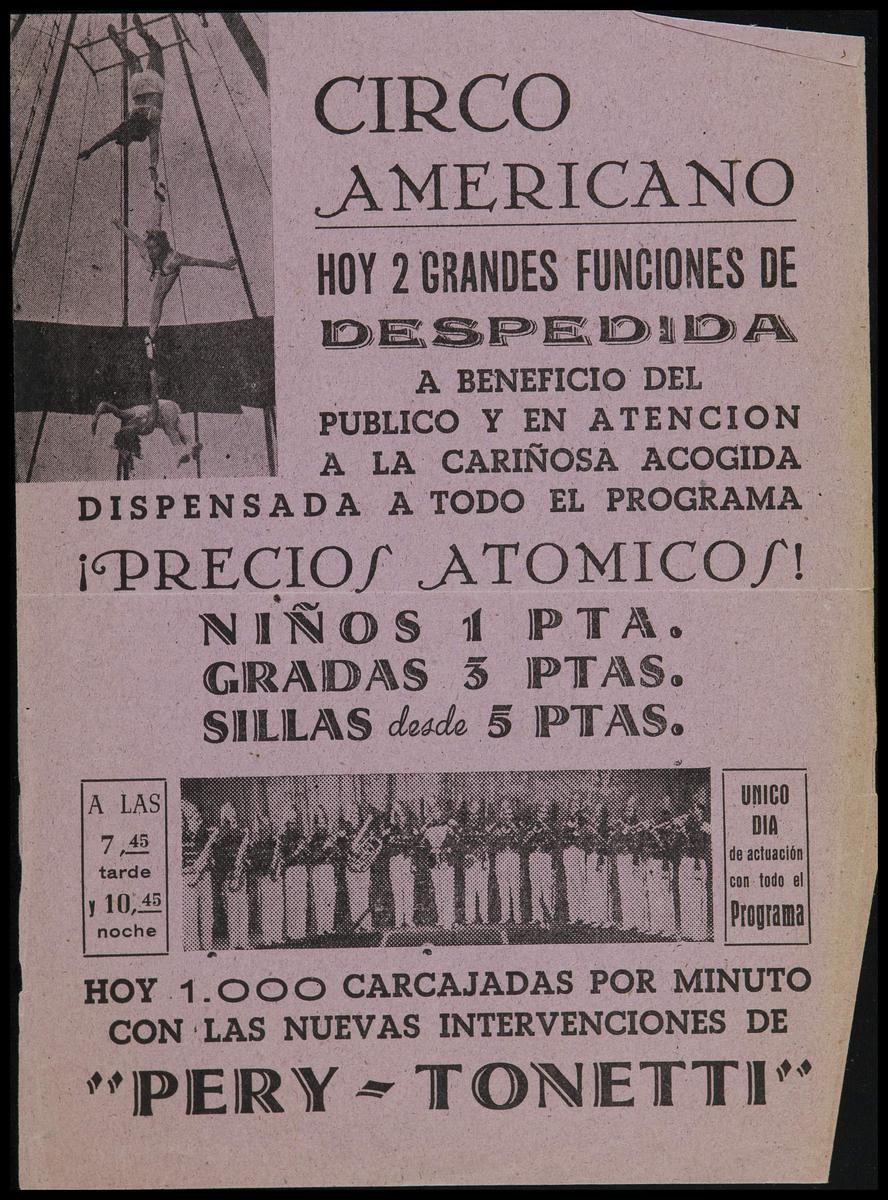 CIRCO
AMERICANO
HOY 2 GRANDES FUNCIONES DE
DESPEDIDA
A BENEFICIO DEL
PUBLICO Y EN ATENCION
A LA CARIÑOSA ACOGIDA
DISPENSADA A TODO EL PROGRAMA
¡PRECIOS ATOMICOS!
NIÑOS 1 PTA.
GRADAS 3 PTAS.
SILLAS desde 5 PTAS.
A LAS
7,45
tarde
y 10,45
noche
UNICO
DIA
de actuación
con todo el
Programa
HOY 1.000 CARCAJADAS POR MINUTO
CON LAS NUEVAS INTERVENCIONES DE
"PERY - TONETTI"